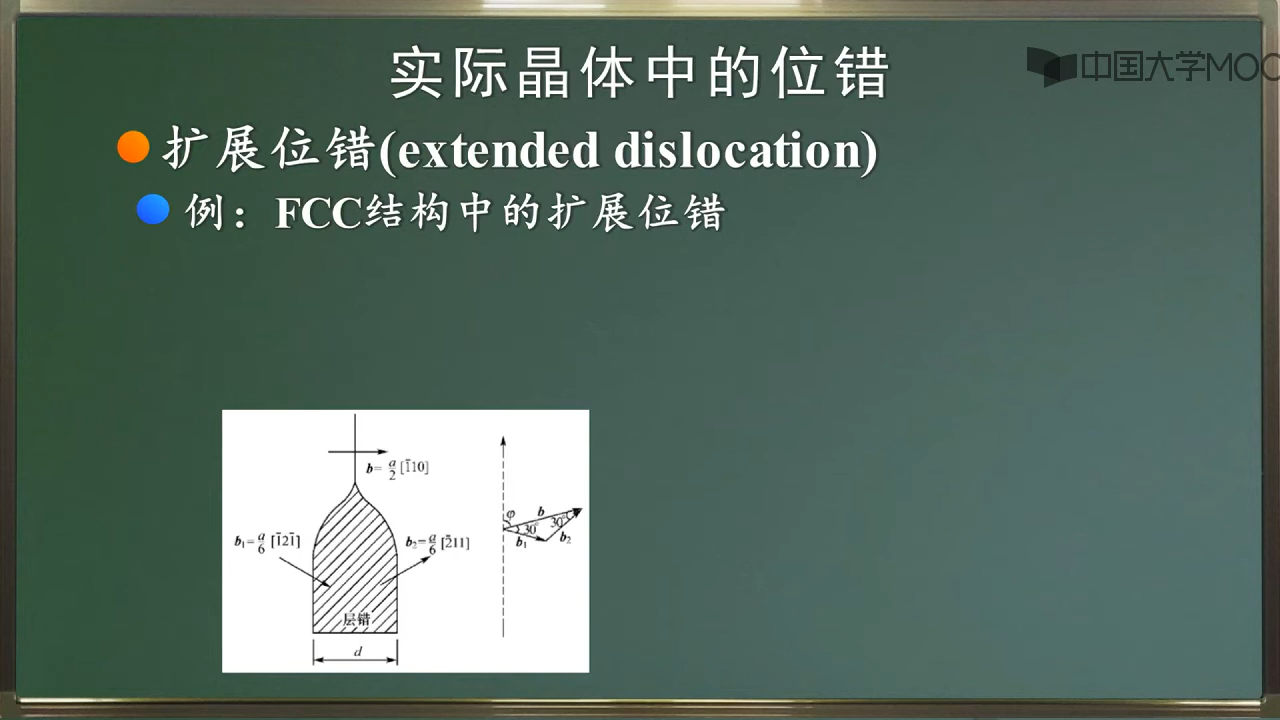 实际晶体中的位错
中国大学MOO
扩展位错(extended dislocation)
例：FCC结构中的扩展位错
b= a/2 [1̄10]
b₁= a/6 [1̄21̄]
b₂= a/6 [2̄11]
层错
d
φ
b
30°
30°
b₁
b₂